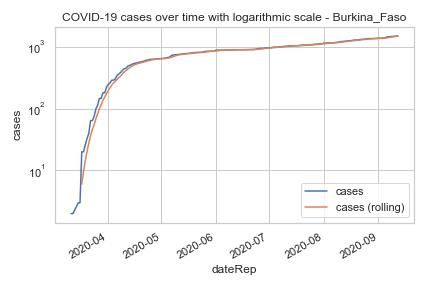 COVID-19 cases over time with logarithmic scale - Burkina_Faso
10³
10²
10¹
cases
cases
cases (rolling)
2020-04
2020-05
2020-06
2020-07
2020-08
2020-09
dateRep